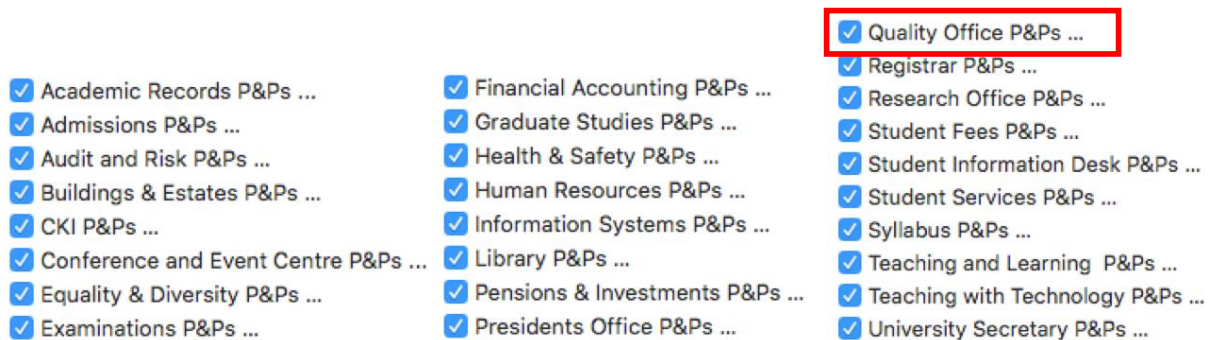 Academic Records P&Ps ...
Admissions P&Ps ...
Audit and Risk P&Ps ...
Buildings & Estates P&Ps ...
CKI P&Ps ...
Conference and Event Centre P&Ps ...
Equality & Diversity P&Ps ...
Examinations P&Ps ...
Financial Accounting P&Ps ...
Graduate Studies P&Ps ...
Health & Safety P&Ps ...
Human Resources P&Ps ...
Information Systems P&Ps ...
Library P&Ps ...
Pensions & Investments P&Ps ...
Presidents Office P&Ps ...
Quality Office P&Ps ...
Registrar P&Ps ...
Research Office P&Ps ...
Student Fees P&Ps ...
Student Information Desk P&Ps ...
Student Services P&Ps ...
Syllabus P&Ps ...
Teaching and Learning P&Ps ...
Teaching with Technology P&Ps ...
University Secretary P&Ps ...